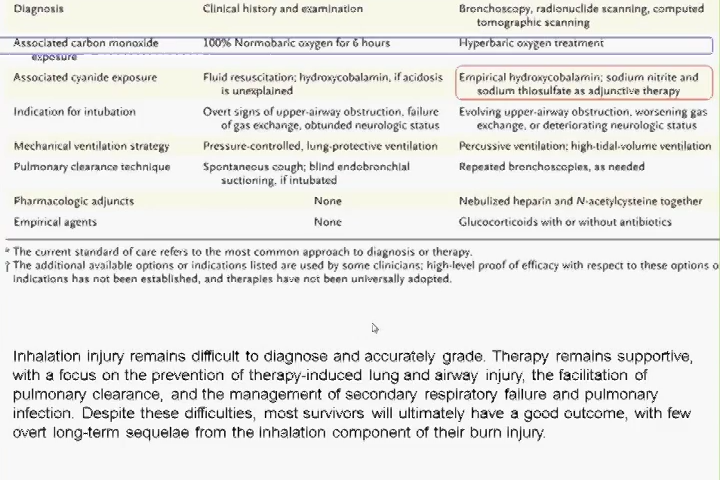 Diagnosis Clinical history and examination Bronchoscopy, radionuclide scanning, computed
tomographic scanning
Associated carbon monoxide 100% Normobaric oxygen for 6 hours Hyperbaric oxygen treatment
exposure
Associated cyanide exposure Fluid resuscitation; hydroxycobalamin, if acidosis Empirical hydroxycobalamin; sodium nitrite and
is unexplained sodium thiosulfate as adjunctive therapy
Indication for intubation Overt signs of upper-airway obstruction, failure Evolving upper-airway obstruction, worsening gas
of gas exchange, obtunded neurologic status exchange, or deteriorating neurologic status
Mechanical ventilation strategy Pressure-controlled, lung-protective ventilation Percussive ventilation; high-tidal-volume ventilation
Pulmonary clearance technique Spontaneous cough; blind endobronchial Repeated bronchoscopies, as needed
suctioning, if intubated
Pharmacologic adjuncts None Nebulized heparin and N-acetylcysteine together
Empirical agents None Glucocorticoids with or without antibiotics
* The current standard of care refers to the most common approach to diagnosis or therapy.
† The additional available options or indications listed are used by some clinicians; high-level proof of efficacy with respect to these options o
indications has not been established, and therapies have not been universally adopted.
Inhalation injury remains difficult to diagnose and accurately grade. Therapy remains supportive,
with a focus on the prevention of therapy-induced lung and airway injury, the facilitation of
pulmonary clearance, and the management of secondary respiratory failure and pulmonary
infection. Despite these difficulties, most survivors will ultimately have a good outcome, with few
overt long-term sequelae from the inhalation component of their burn injury.